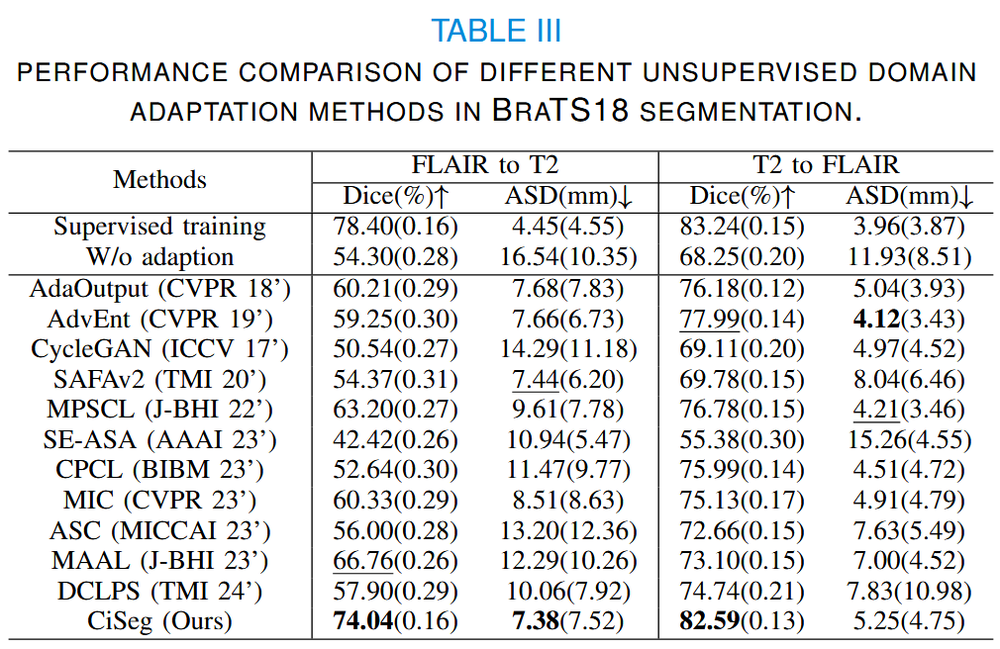 TABLE III
PERFORMANCE COMPARISON OF DIFFERENT UNSUPERVISED DOMAIN
ADAPTATION METHODS IN BRATS18 SEGMENTATION.
Methods FLAIR to T2 T2 to FLAIR
Dice(%)↑ ASD(mm)↓ Dice(%)↑ ASD(mm)↓
Supervised training 78.40(0.16) 4.45(4.55) 83.24(0.15) 3.96(3.87)
W/o adaption 54.30(0.28) 16.54(10.35) 68.25(0.20) 11.93(8.51)
AdaOutput (CVPR 18’) 60.21(0.29) 7.68(7.83) 76.18(0.12) 5.04(3.93)
AdvEnt (CVPR 19’) 59.25(0.30) 7.66(6.73) 77.99(0.14) 4.12(3.43)
CycleGAN (ICCV 17’) 50.54(0.27) 14.29(11.18) 69.11(0.20) 4.97(4.52)
SAFAv2 (TMI 20’) 54.37(0.31) 7.44(6.20) 69.78(0.15) 8.04(6.46)
MPSCL (J-BHI 22’) 63.20(0.27) 9.61(7.78) 76.78(0.15) 4.21(3.46)
SE-ASA (AAAI 23’) 42.42(0.26) 10.94(5.47) 55.38(0.30) 15.26(4.55)
CPCL (BIBM 23’) 52.64(0.30) 11.47(9.77) 75.99(0.14) 4.51(4.72)
MIC (CVPR 23’) 60.33(0.29) 8.51(8.63) 75.13(0.17) 4.91(4.79)
ASC (MICCAI 23’) 56.00(0.28) 13.20(12.36) 72.66(0.15) 7.63(5.49)
MAAL (J-BHI 23’) 66.76(0.26) 12.29(10.26) 73.10(0.15) 7.00(4.52)
DCLPS (TMI 24’) 57.90(0.29) 10.06(7.92) 74.74(0.21) 7.83(10.98)
CiSeg (Ours) 74.04(0.16) 7.38(7.52) 82.59(0.13) 5.25(4.75)